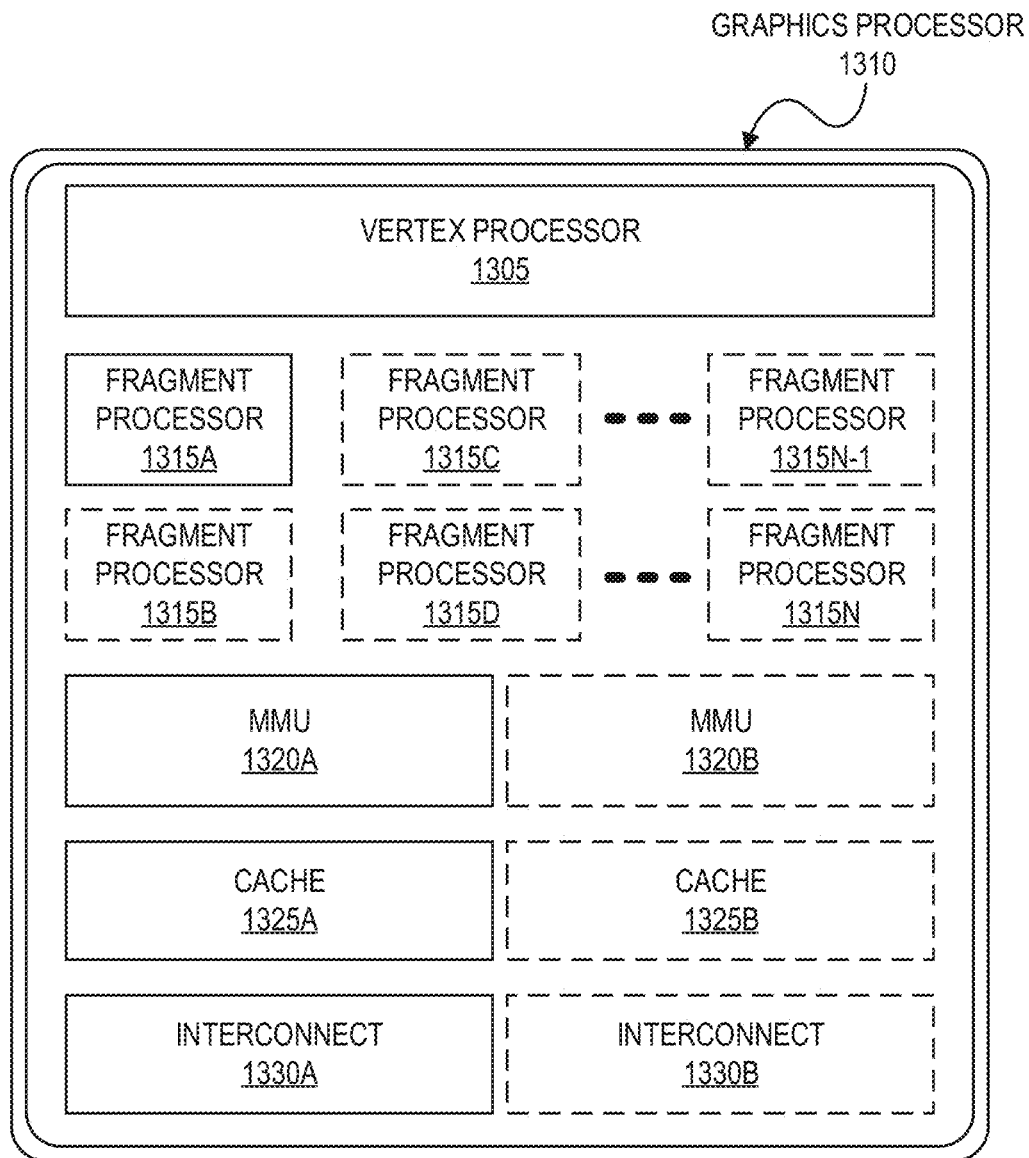 GRAPHICS PROCESSOR
1310
VERTEX PROCESSOR
1305
FRAGMENT
PROCESSOR
1315A
FRAGMENT
PROCESSOR
1315C
FRAGMENT
PROCESSOR
1315N-1
FRAGMENT
PROCESSOR
1315B
FRAGMENT
PROCESSOR
1315D
FRAGMENT
PROCESSOR
1315N
MMU
1320A
MMU
1320B
CACHE
1325A
CACHE
1325B
INTERCONNECT
1330A
INTERCONNECT
1330B